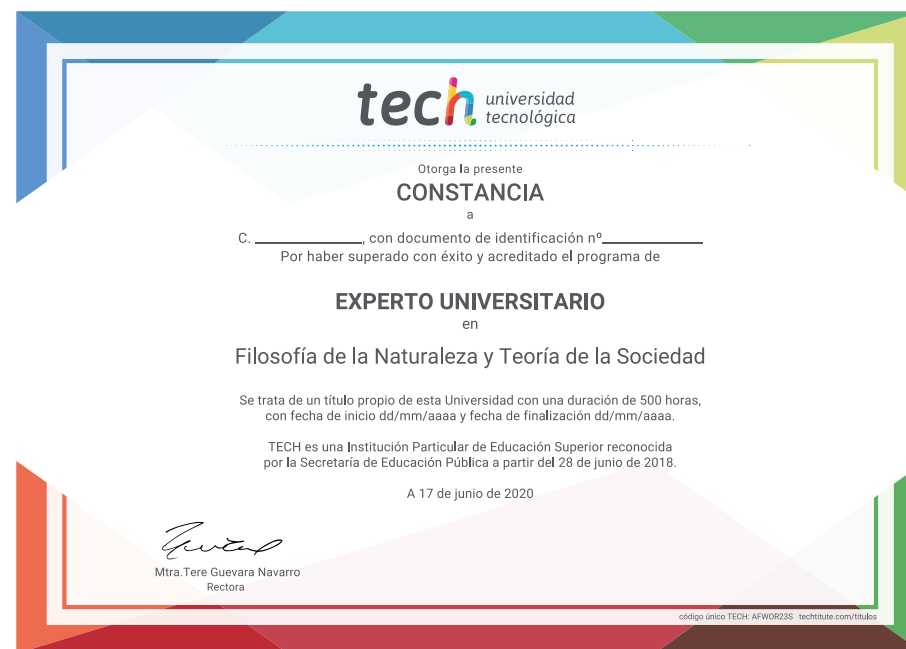 tech universidad
tecnológica
Otorga la presente
CONSTANCIA
a
C. ______________, con documento de identificación nº_____________
Por haber superado con éxito y acreditado el programa de
EXPERTO UNIVERSITARIO
en
Filosofía de la Naturaleza y Teoría de la Sociedad
Se trata de un título propio de esta Universidad con una duración de 500 horas,
con fecha de inicio dd/mm/aaaa y fecha de finalización dd/mm/aaaa.
TECH es una Institución Particular de Educación Superior reconocida
por la Secretaría de Educación Pública a partir del 28 de junio de 2018.
A 17 de junio de 2020
Mtra.Tere Guevara Navarro
Rectora
código único TECH: AFWOR23S techtitute.com/titulos